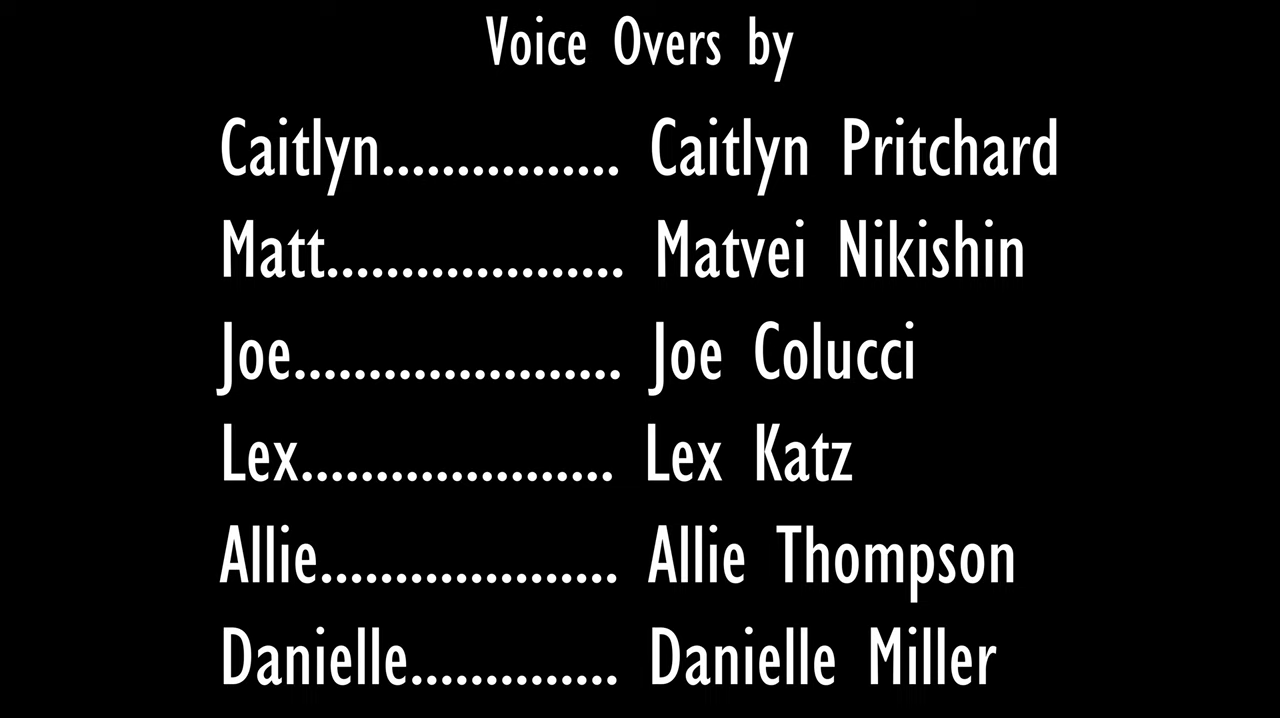 Voice Overs by
Caitlyn................ Caitlyn Pritchard
Matt.................... Matvei Nikishin
Joe...................... Joe Colucci
Lex..................... Lex Katz
Allie.................... Allie Thompson
Danielle.............. Danielle Miller